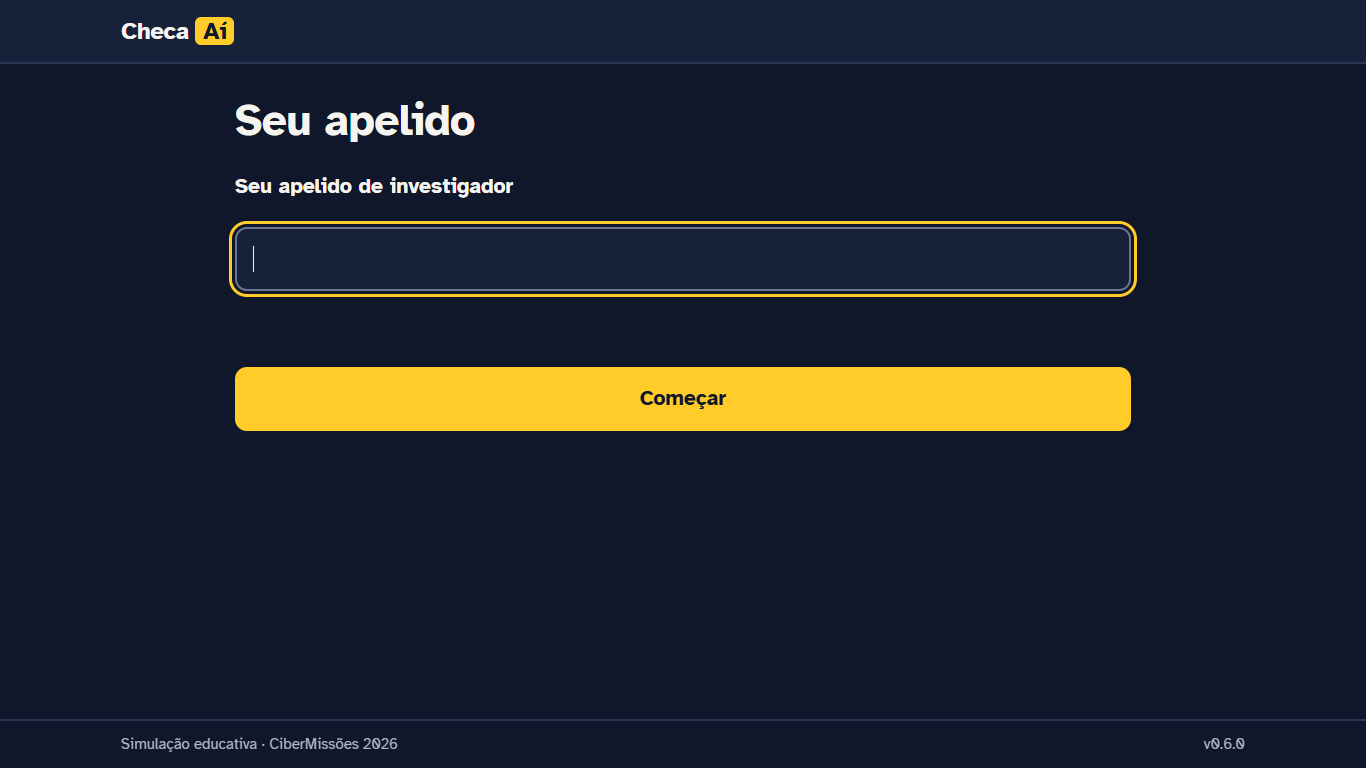 Checa Aí
Seu apelido
Seu apelido de investigador
Começar
Simulação educativa · CiberMissões 2026
v0.6.0